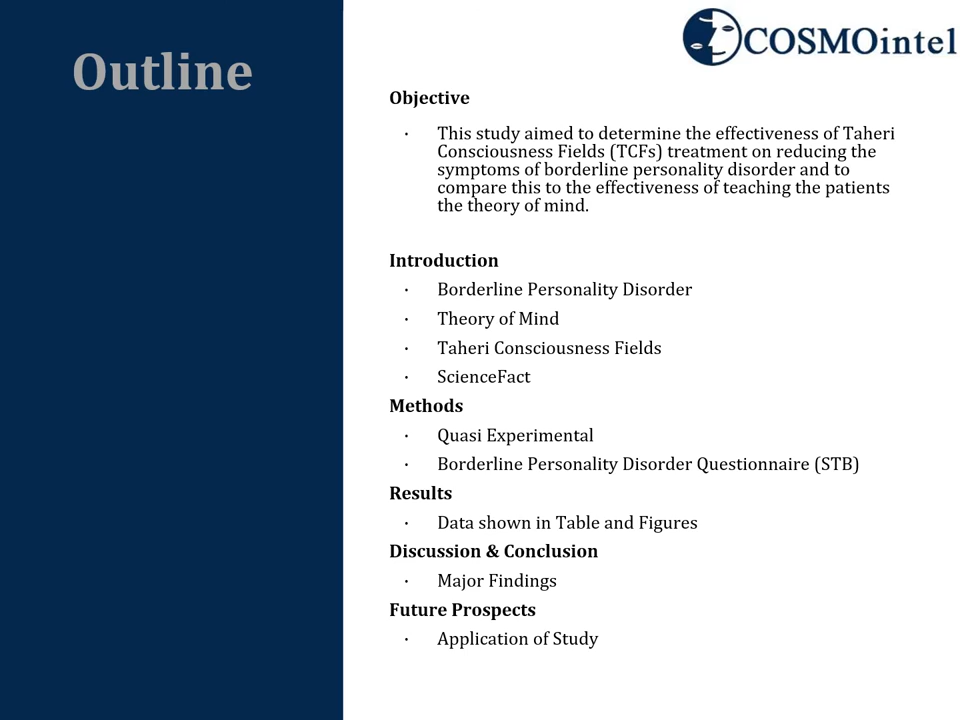 Outline
COSMOintel
Objective
· This study aimed to determine the effectiveness of Taheri
Consciousness Fields (TCFs) treatment on reducing the
symptoms of borderline personality disorder and to
compare this to the effectiveness of teaching the patients
the theory of mind.
Introduction
· Borderline Personality Disorder
· Theory of Mind
· Taheri Consciousness Fields
· ScienceFact
Methods
· Quasi Experimental
· Borderline Personality Disorder Questionnaire (STB)
Results
· Data shown in Table and Figures
Discussion & Conclusion
· Major Findings
Future Prospects
· Application of Study